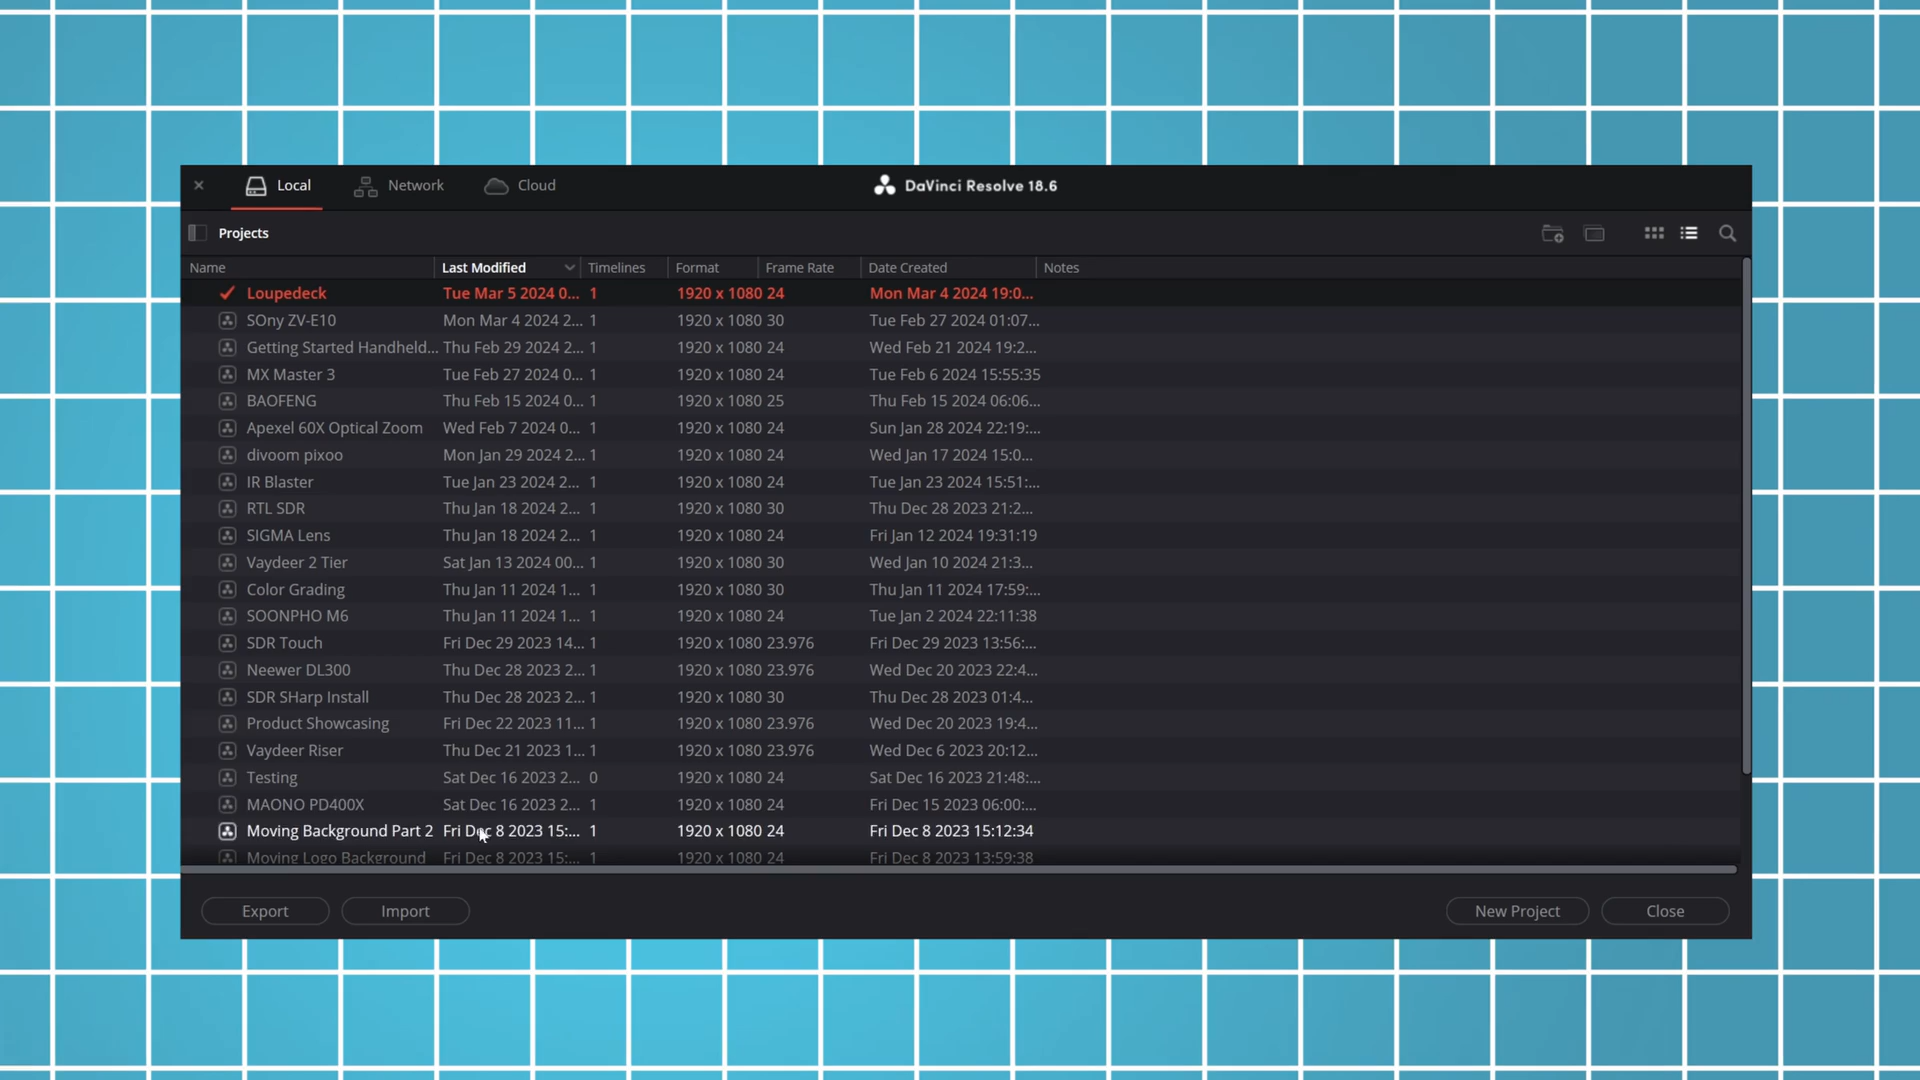 Local Network Cloud DaVinci Resolve 18.6
Projects
Name Last Modified Timelines Format Frame Rate Date Created Notes
Loupedeck Tue Mar 5 2024 0... 1 1920 x 1080 24 Mon Mar 4 2024 19:0...
SOny ZV-E10 Mon Mar 4 2024 2... 1 1920 x 1080 30 Tue Feb 27 2024 01:07...
Getting Started Handheld... Thu Feb 29 2024 2... 1 1920 x 1080 24 Wed Feb 21 2024 19:2...
MX Master 3 Tue Feb 27 2024 0... 1 1920 x 1080 24 Tue Feb 6 2024 15:55:35
BAOFENG Thu Feb 15 2024 0... 1 1920 x 1080 25 Thu Feb 15 2024 06:06...
Apexel 60X Optical Zoom Wed Feb 7 2024 0... 1 1920 x 1080 24 Sun Jan 28 2024 22:19:...
divoom pixoo Mon Jan 29 2024 2... 1 1920 x 1080 24 Wed Jan 17 2024 15:0...
IR Blaster Tue Jan 23 2024 2... 1 1920 x 1080 24 Tue Jan 23 2024 15:51:...
RTL SDR Thu Jan 18 2024 2... 1 1920 x 1080 30 Thu Dec 28 2023 21:2...
SIGMA Lens Thu Jan 18 2024 2... 1 1920 x 1080 24 Fri Jan 12 2024 19:31:19
Vaydeer 2 Tier Sat Jan 13 2024 00... 1 1920 x 1080 30 Wed Jan 10 2024 21:3...
Color Grading Thu Jan 11 2024 1... 1 1920 x 1080 30 Thu Jan 11 2024 17:59:...
SOONPHO M6 Thu Jan 11 2024 1... 1 1920 x 1080 24 Tue Jan 2 2024 22:11:38
SDR Touch Fri Dec 29 2023 14... 1 1920 x 1080 23.976 Fri Dec 29 2023 13:56:...
Neewer DL300 Thu Dec 28 2023 2... 1 1920 x 1080 23.976 Wed Dec 20 2023 22:4...
SDR SHarp Install Thu Dec 28 2023 2... 1 1920 x 1080 30 Thu Dec 28 2023 01:4...
Product Showcasing Fri Dec 22 2023 11... 1 1920 x 1080 23.976 Wed Dec 20 2023 19:4...
Vaydeer Riser Thu Dec 21 2023 1... 1 1920 x 1080 23.976 Wed Dec 6 2023 20:12...
Testing Sat Dec 16 2023 2... 0 1920 x 1080 24 Sat Dec 16 2023 21:48:...
MAONO PD400X Sat Dec 16 2023 2... 1 1920 x 1080 24 Fri Dec 15 2023 06:00:...
Moving Background Part 2 Fri Dec 8 2023 15:... 1 1920 x 1080 24 Fri Dec 8 2023 15:12:34
Moving Logo Background Fri Dec 8 2023 15:... 1 1920 x 1080 24 Fri Dec 8 2023 13:59:38
Export Import New Project Close